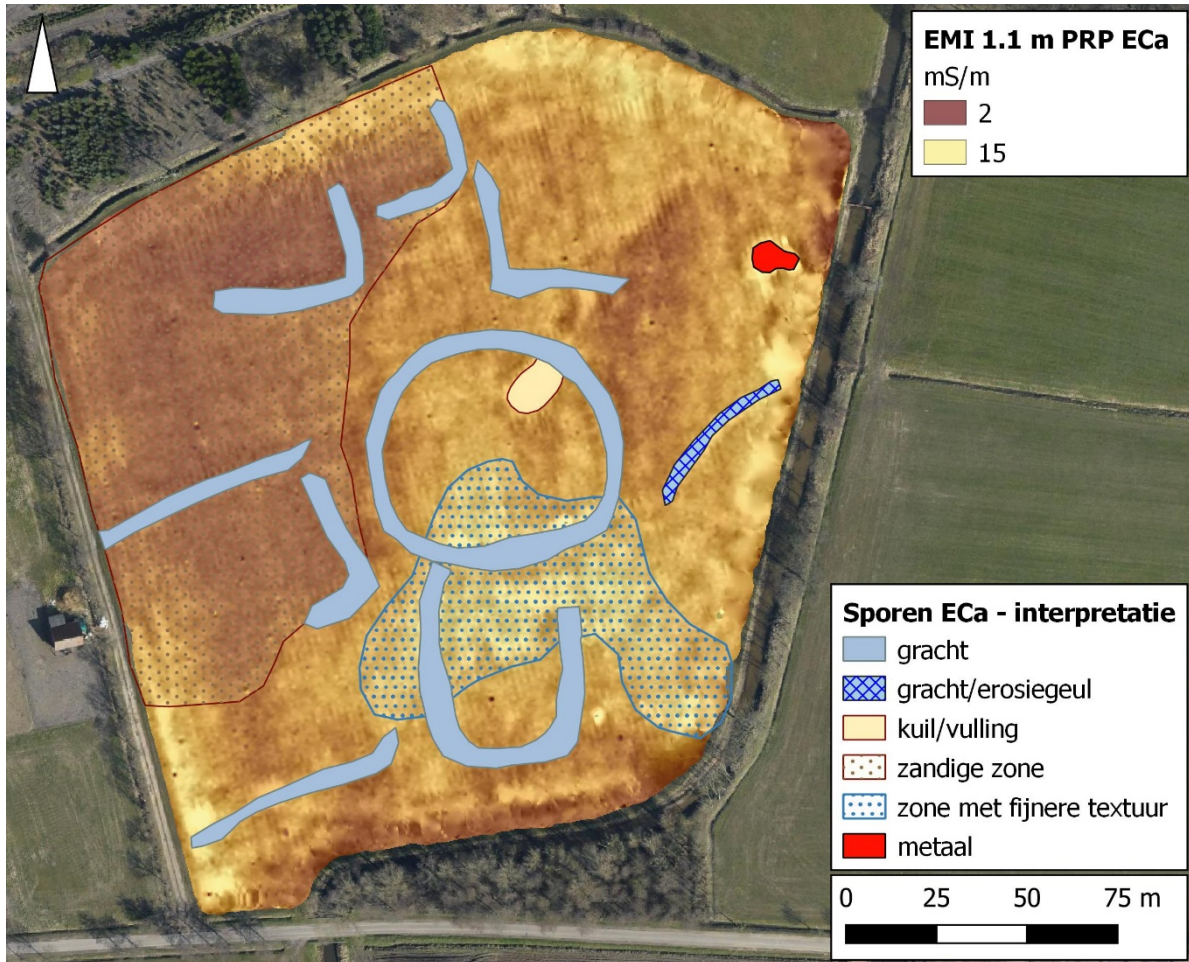 EMI 1.1 m PRP ECa
mS/m
2
15
Sporen ECa - interpretatie
gracht
gracht/erosiegeul
kuil/vulling
zandige zone
zone met fijnere textuur
metaal
0 25 50 75 m